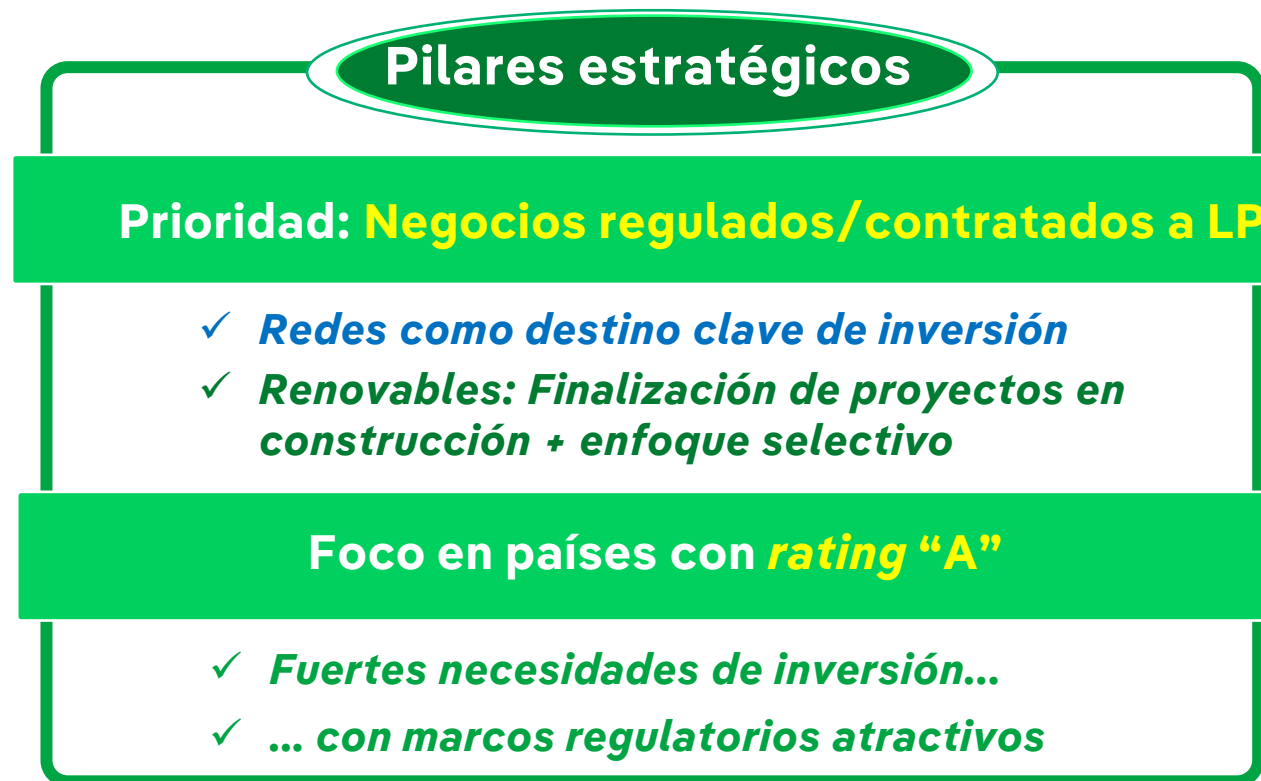 Pilares estratégicos
Prioridad: Negocios regulados/contratados a LP
✓ Redes como destino clave de inversión
✓ Renovables: Finalización de proyectos en
construcción + enfoque selectivo
Foco en países con rating “A”
✓ Fuertes necesidades de inversión...
✓ ... con marcos regulatorios atractivos